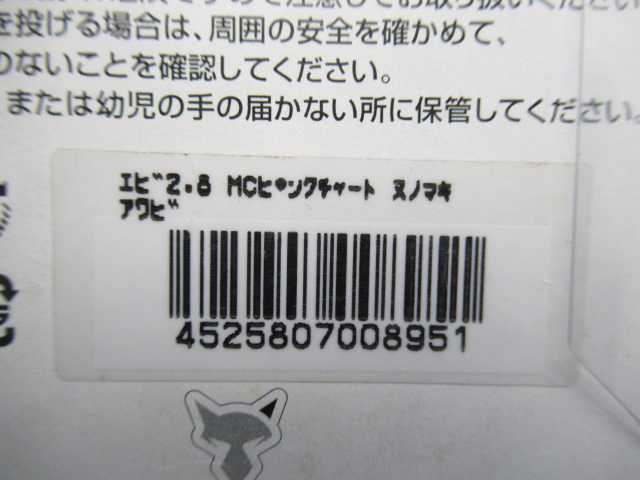 を投げる場合は、周囲の安全を確かめて、
のないことを確認してください。
または幼児の手の届かない所に保管してください。
エビ2.8 MCピンクチャート ヌノマキ
アワビ
4525807008951